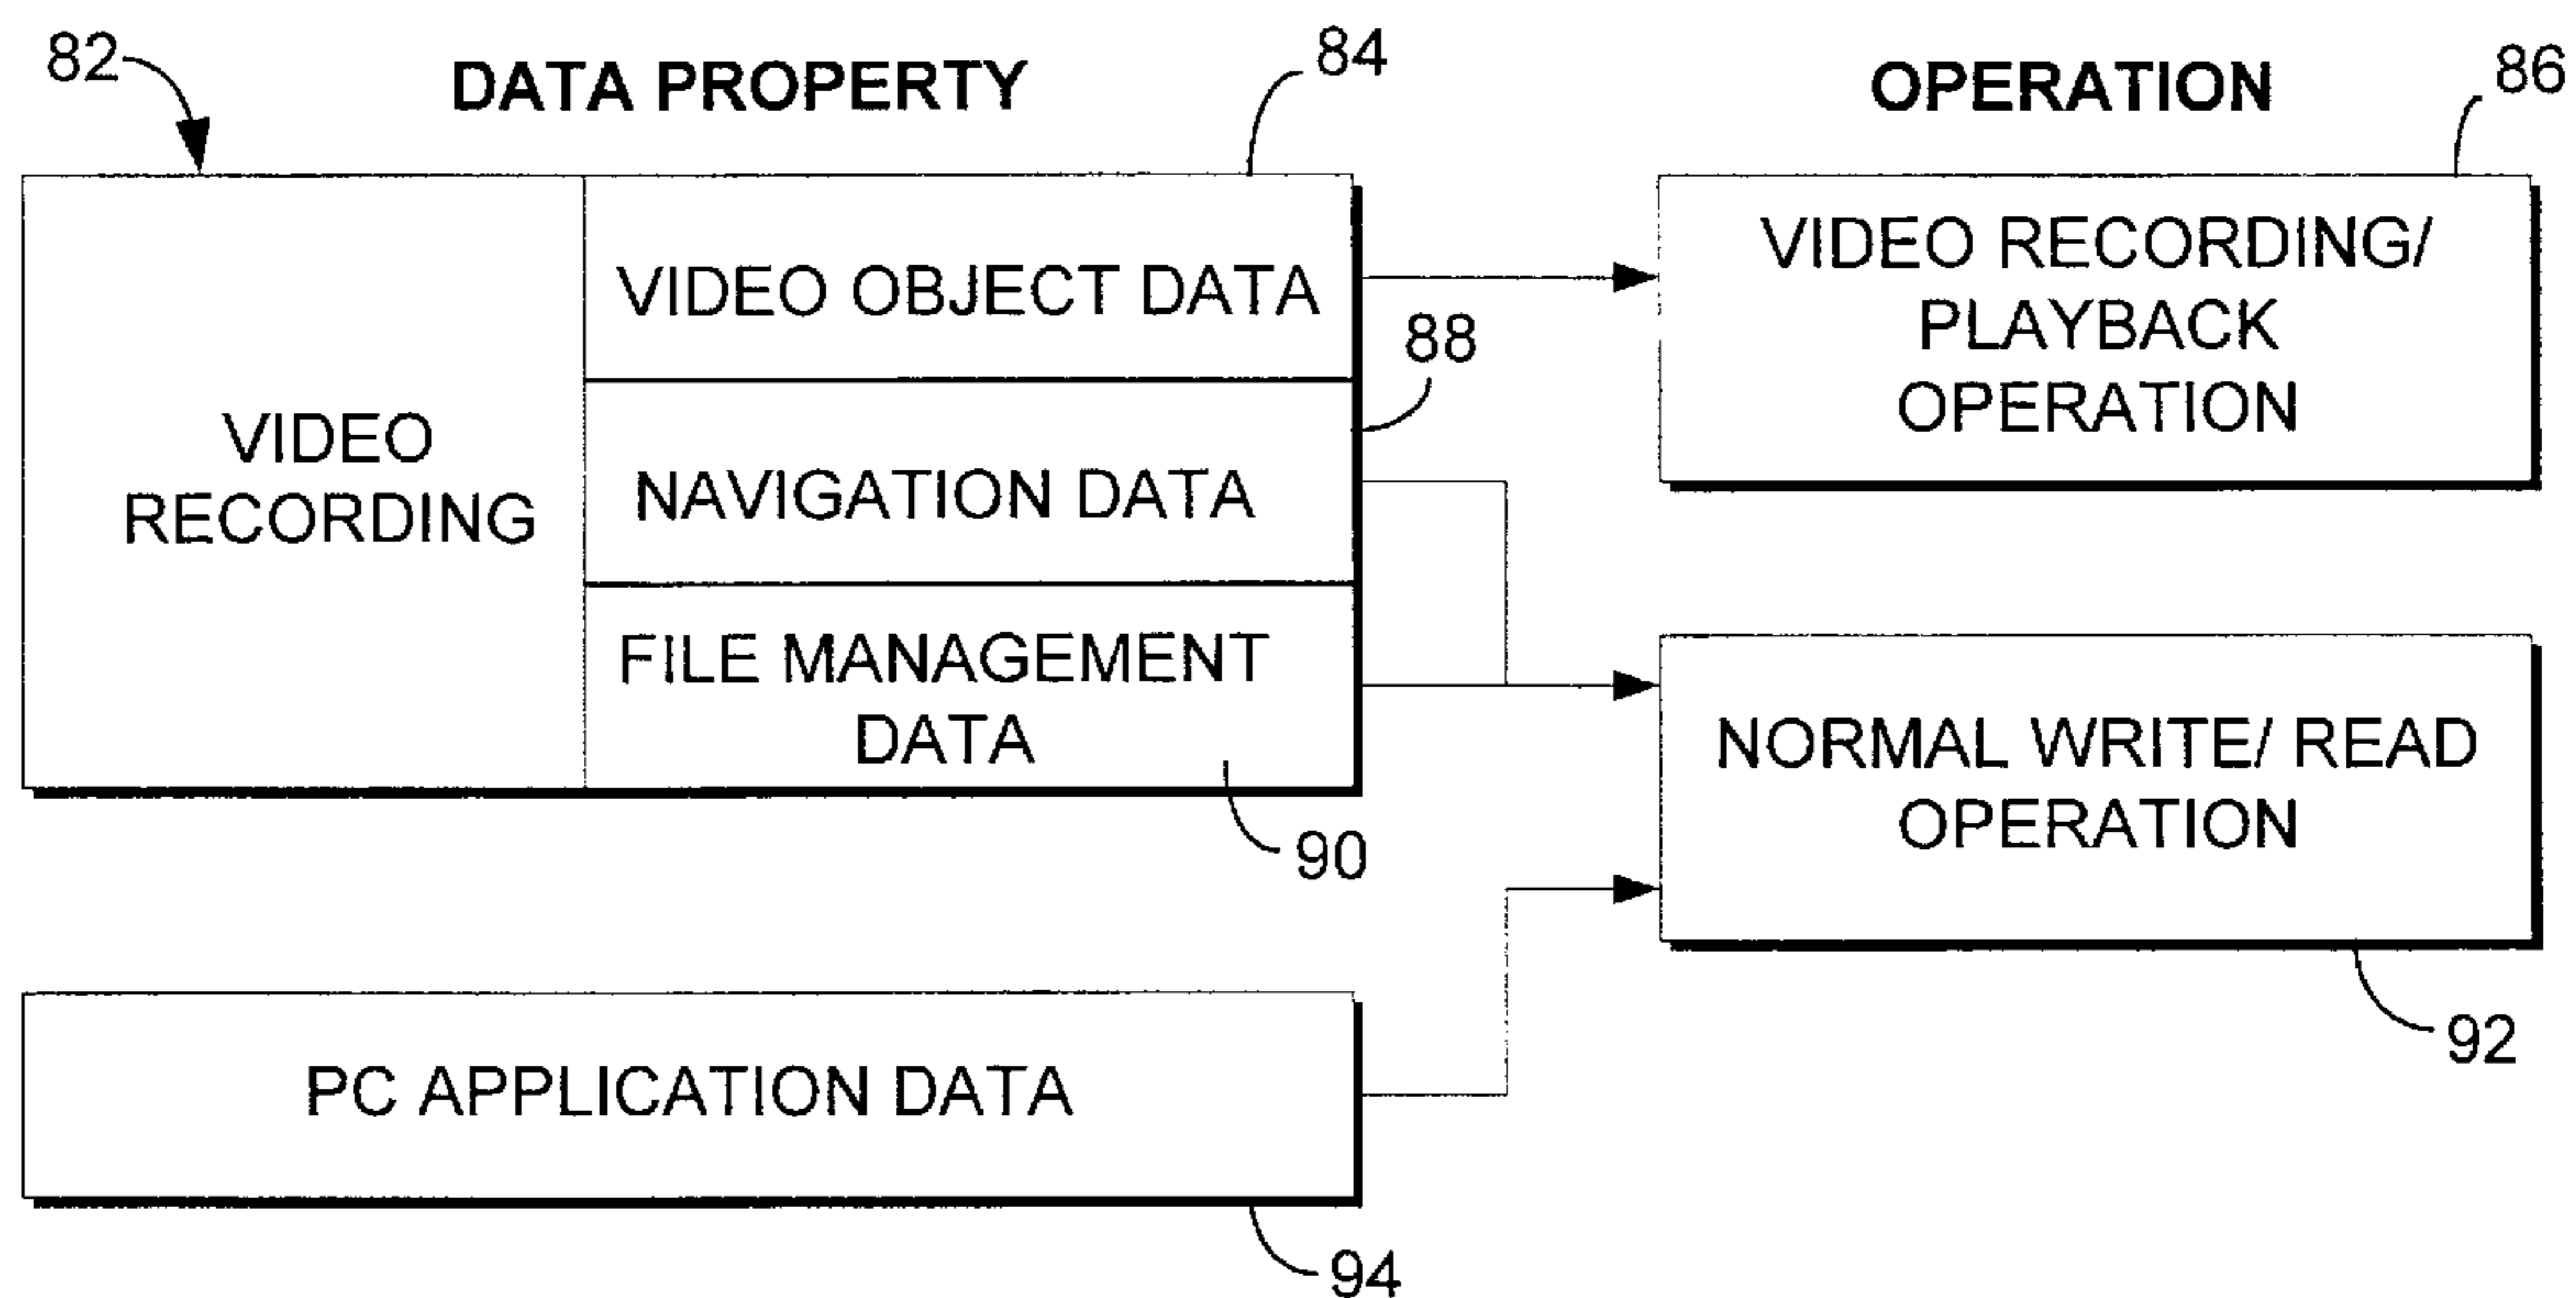 82
DATA PROPERTY
84
OPERATION
86
VIDEO
RECORDING
VIDEO OBJECT DATA
88
NAVIGATION DATA
FILE MANAGEMENT
DATA
90
VIDEO RECORDING/
PLAYBACK
OPERATION
NORMAL WRITE/ READ
OPERATION
92
PC APPLICATION DATA
94